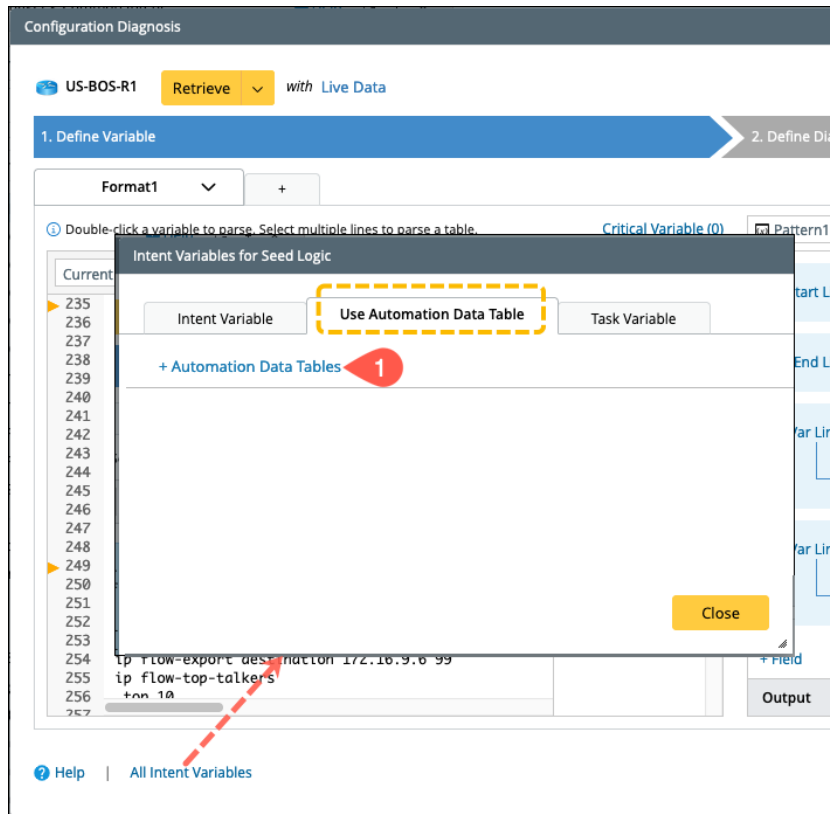 Configuration Diagnosis
US-BOS-R1 Retrieve with Live Data
1. Define Variable
2. Define Dia
Format1
+
Double-click a variable to parse. Select multiple lines to parse a table.
Critical Variable (0)
Pattern1
Current
Intent Variables for Seed Logic
Intent Variable
Use Automation Data Table
Task Variable
+ Automation Data Tables
1
Close
235
236
237
238
239
240
241
242
243
244
245
246
247
248
249
250
251
252
253
254 ip flow-export destination 172.16.9.6 99
255 ip flow-top-talkers
256 top 10
257
tart L
End L
Var Lin
Var Lin
+ Field
Output
Help | All Intent Variables